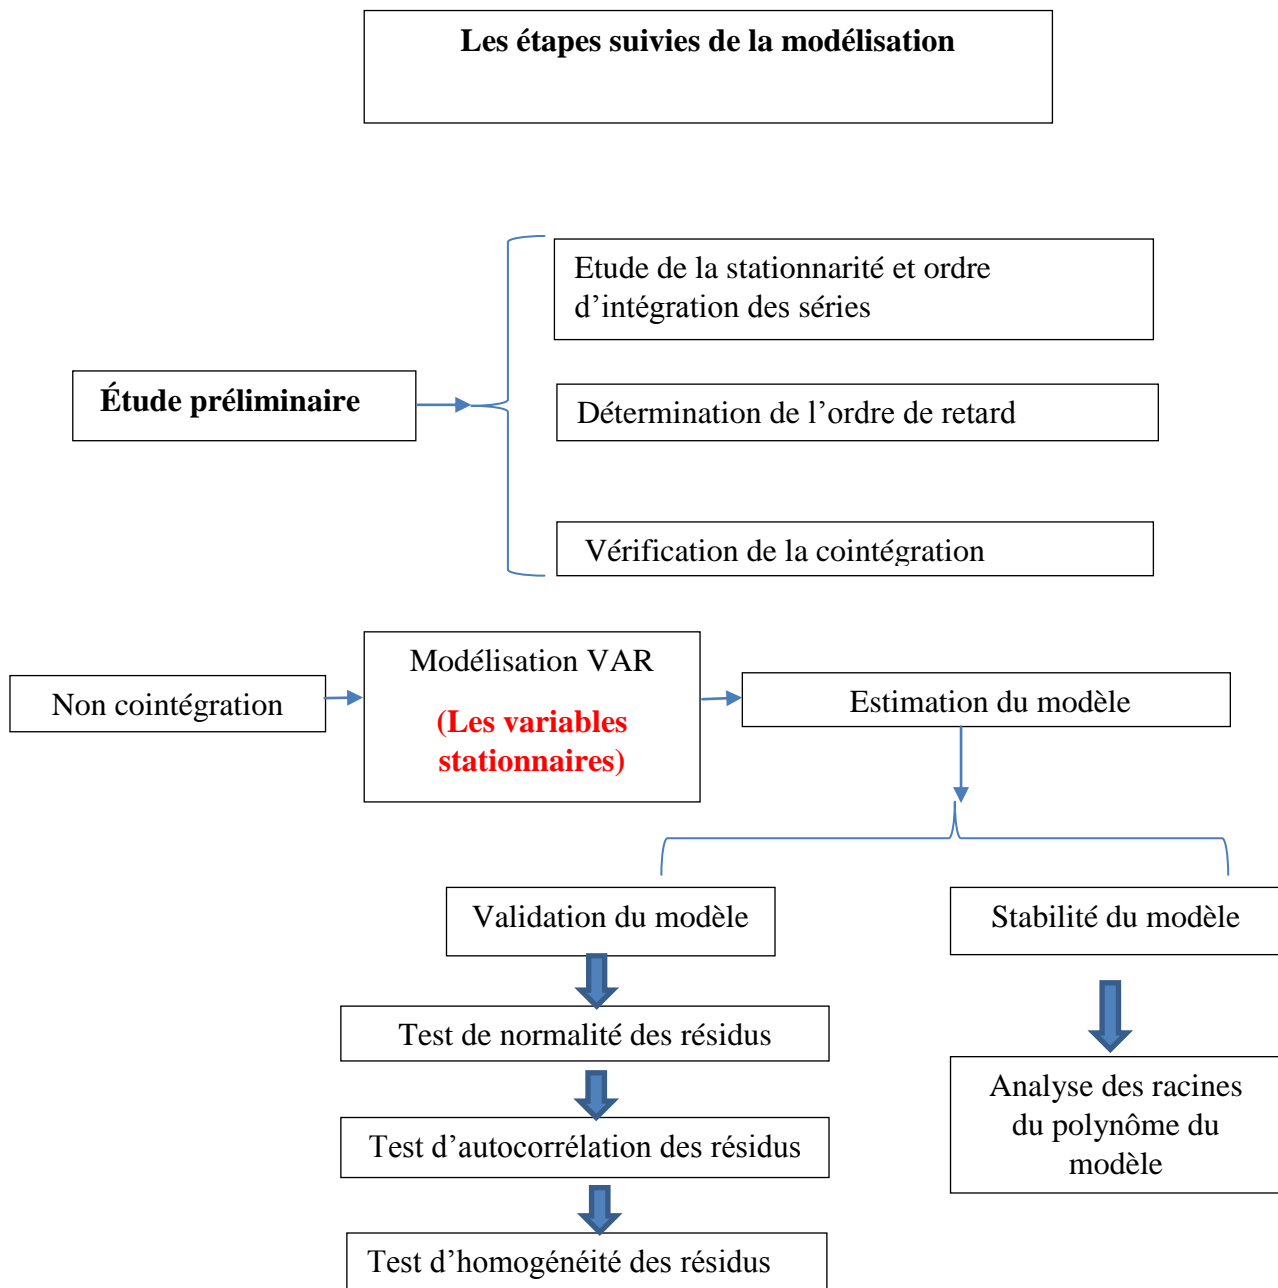 Les étapes suivies de la modélisation
Etude de la stationnarité et ordre
d’intégration des séries
Étude préliminaire
Détermination de l’ordre de retard
Vérification de la cointégration
Non cointégration
Modélisation VAR
(Les variables
stationnaires)
Estimation du modèle
Validation du modèle
Stabilité du modèle
Test de normalité des résidus
Analyse des racines
du polynôme du
modèle
Test d’autocorrélation des résidus
Test d’homogénéité des résidus